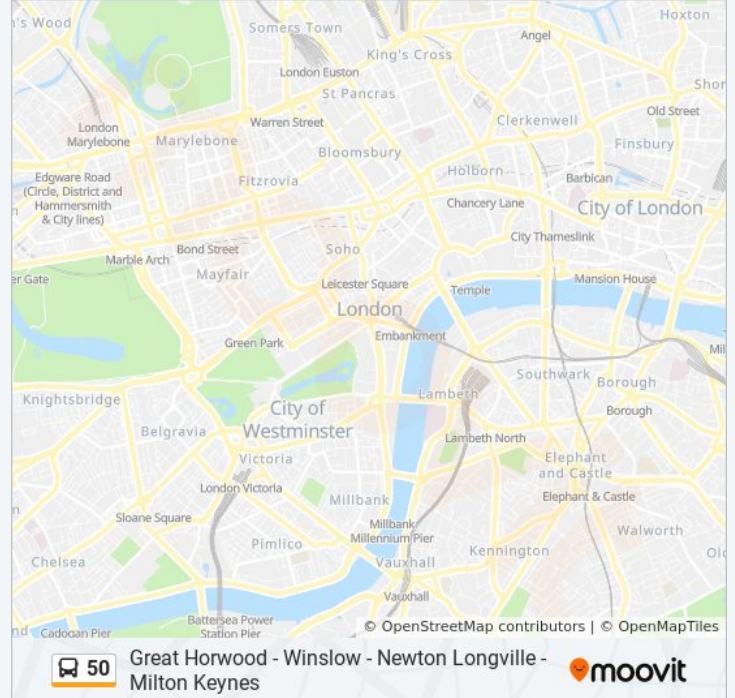 's Wood
Somers Town
Hoxton
Angel
King's Cross
London Euston
St Pancras
Shor
Old Street
London
Marylebone
Marylebone
Warren Street
Clerkenwell
Finsbury
Bloomsbury
Holborn
Edgware Road
(Circle, District and
Hammersmith
& City lines)
Fitzrovia
Barbican
Chancery Lane
City of London
City Thameslink
Bond Street
Soho
Marble Arch
Mayfair
er Gate
Leicester Square
Temple
Mansion House
London
Embankment
Green Park
Mil
Southwark
Borough
Knightsbridge
Lambeth
City of
Westminster
Borough
Belgravia
Lambeth North
Victoria
Elephant
and Castle
London Victoria
Elephant & Castle
Millbank
Sloane Square
Millbank
Millennium Pier
Walworth
Pimlico
Kennington
Olc
Chelsea
Vauxhall
Vauxhall
nd
Cadogan Pier
Battersea Power
Station Pier
© OpenStreetMap contributors | © OpenMapTiles
50
Great Horwood - Winslow - Newton Longville -
Milton Keynes
moovit